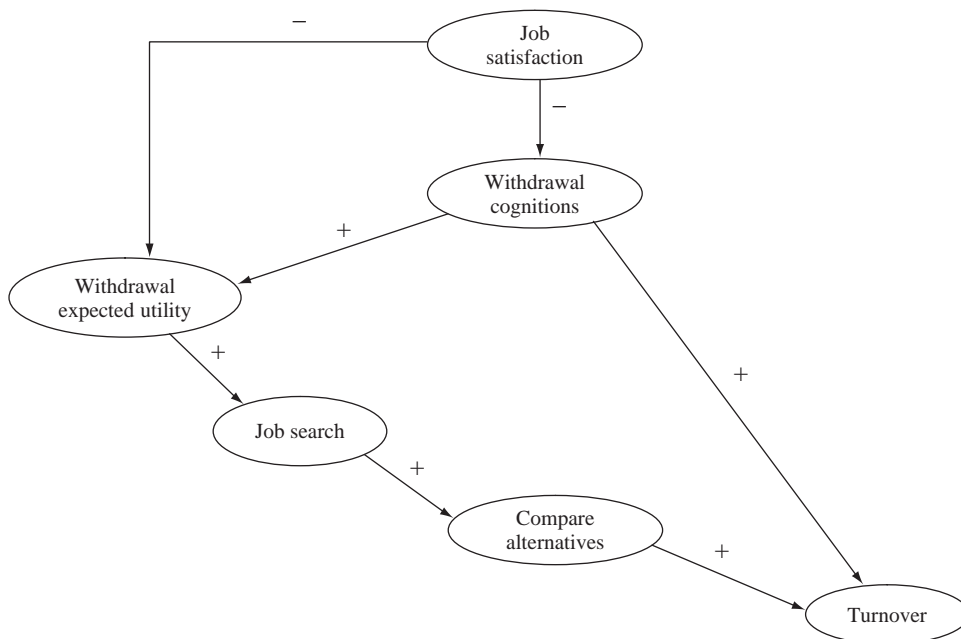 −
Job
satisfaction
−
Withdrawal
cognitions
+
Withdrawal
expected utility
+
+
Job search
+
Compare
alternatives
+
Turnover